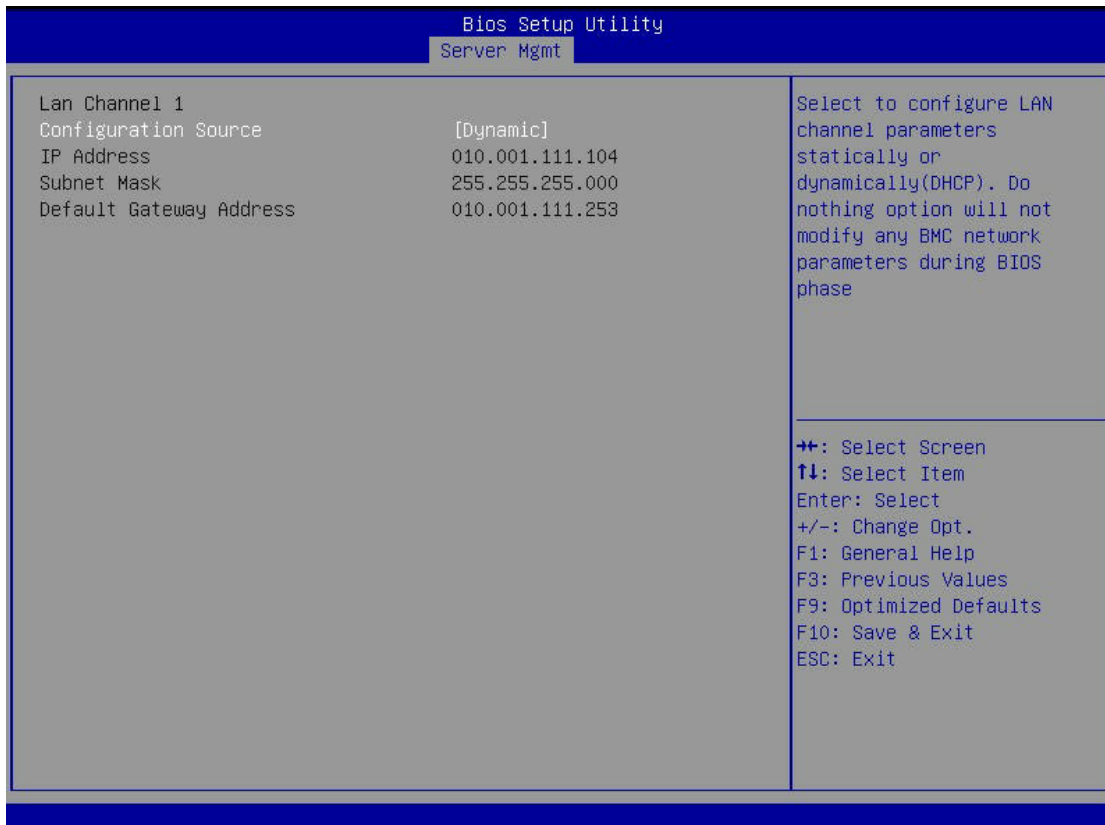 Bios Setup Utility
Server Mgmt
Lan Channel 1
Configuration Source [Dynamic]
IP Address 010.001.111.104
Subnet Mask 255.255.255.000
Default Gateway Address 010.001.111.253
Select to configure LAN
channel parameters
statically or
dynamically(DHCP). Do
nothing option will not
modify any BMC network
parameters during BIOS
phase
→←: Select Screen
↑↓: Select Item
Enter: Select
+/-: Change Opt.
F1: General Help
F3: Previous Values
F9: Optimized Defaults
F10: Save & Exit
ESC: Exit